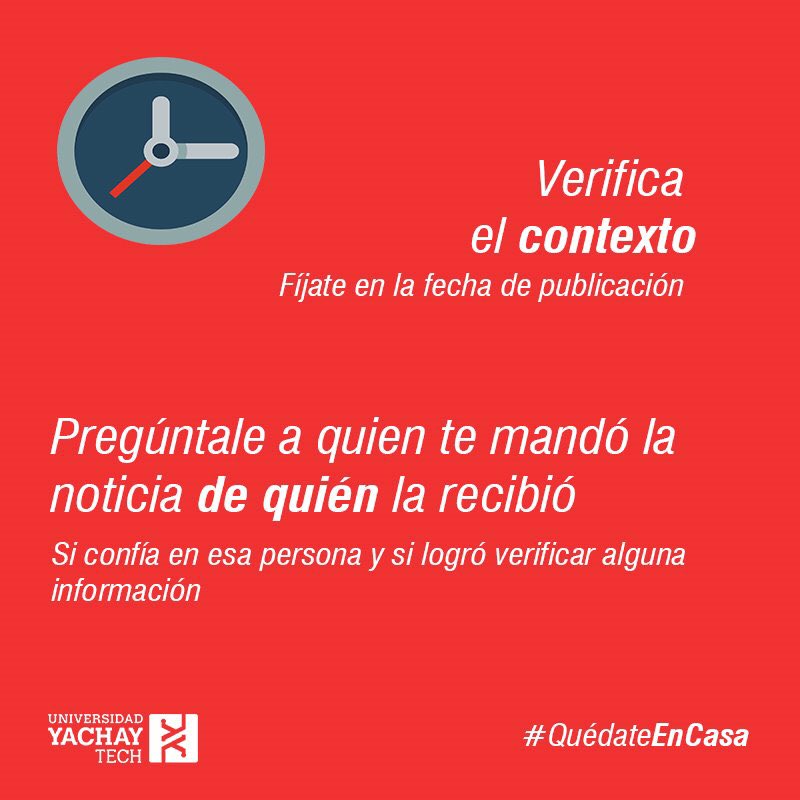 Verifica
el contexto
Fíjate en la fecha de publicación
Pregúntale a quien te mandó la
noticia de quién la recibió
Si confía en esa persona y si logró verificar alguna
información
UNIVERSIDAD
YACHAY
TECH
#QuédateEnCasa